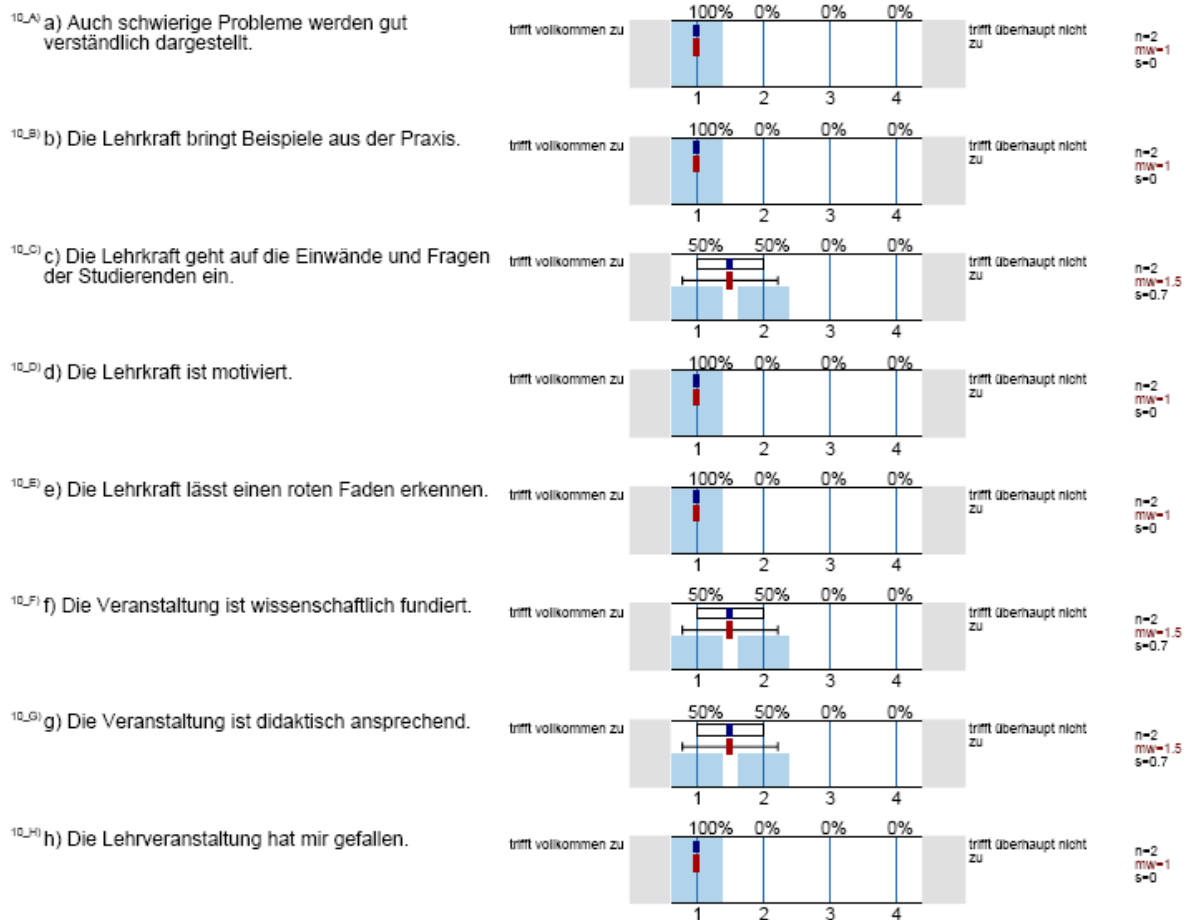 10_A) a) Auch schwierige Probleme werden gut
verständlich dargestellt.
trifft vollkommen zu
100% 0% 0% 0%
1 2 3 4
trifft überhaupt nicht
zu
n=2
mw=1
s=0
10_B) b) Die Lehrkraft bringt Beispiele aus der Praxis.
trifft vollkommen zu
100% 0% 0% 0%
1 2 3 4
trifft überhaupt nicht
zu
n=2
mw=1
s=0
10_C) c) Die Lehrkraft geht auf die Einwände und Fragen
der Studierenden ein.
trifft vollkommen zu
50% 50% 0% 0%
1 2 3 4
trifft überhaupt nicht
zu
n=2
mw=1.5
s=0.7
10_D) d) Die Lehrkraft ist motiviert.
trifft vollkommen zu
100% 0% 0% 0%
1 2 3 4
trifft überhaupt nicht
zu
n=2
mw=1
s=0
10_E) e) Die Lehrkraft lässt einen roten Faden erkennen.
trifft vollkommen zu
100% 0% 0% 0%
1 2 3 4
trifft überhaupt nicht
zu
n=2
mw=1
s=0
10_F) f) Die Veranstaltung ist wissenschaftlich fundiert.
trifft vollkommen zu
50% 50% 0% 0%
1 2 3 4
trifft überhaupt nicht
zu
n=2
mw=1.5
s=0.7
10_G) g) Die Veranstaltung ist didaktisch ansprechend.
trifft vollkommen zu
50% 50% 0% 0%
1 2 3 4
trifft überhaupt nicht
zu
n=2
mw=1.5
s=0.7
10_H) h) Die Lehrveranstaltung hat mir gefallen.
trifft vollkommen zu
100% 0% 0% 0%
1 2 3 4
trifft überhaupt nicht
zu
n=2
mw=1
s=0